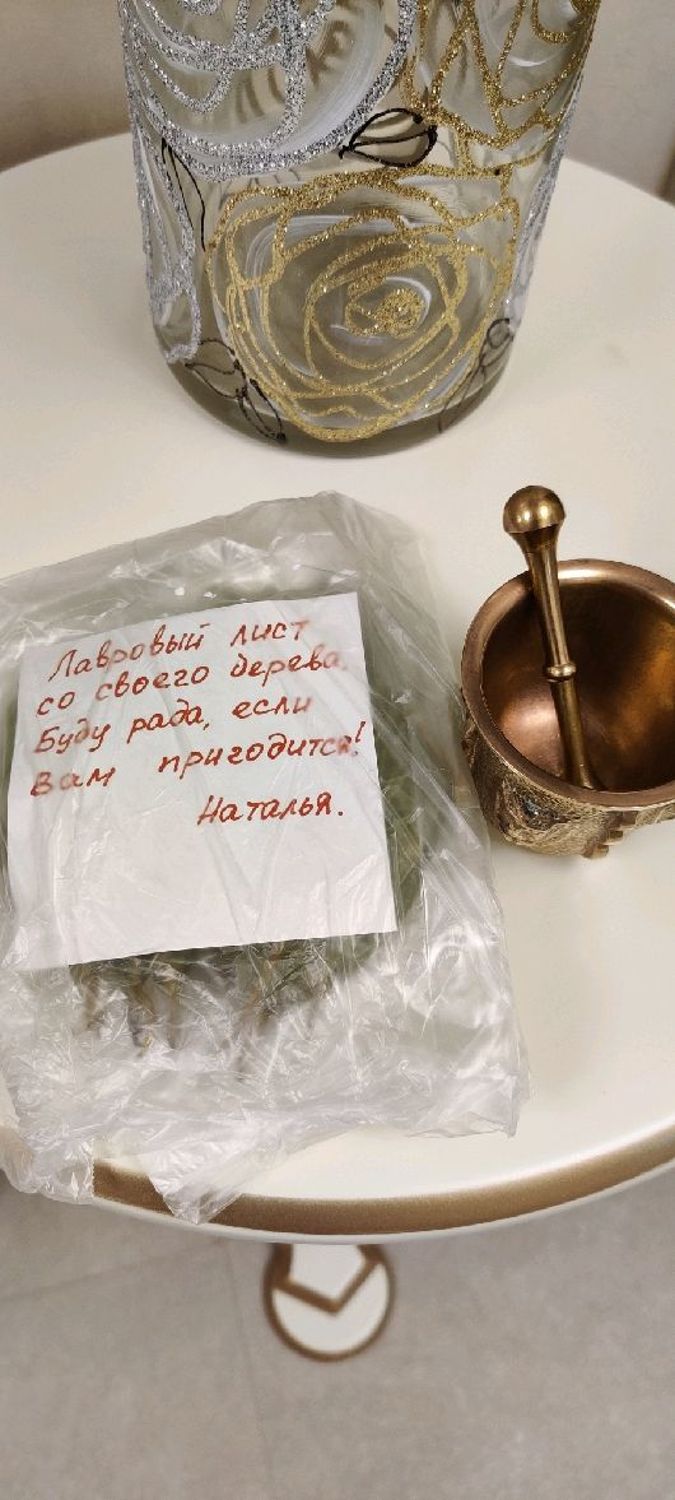 Лавровый лист
со своего дерева.
Буду рада, если
Вам пригодится!
Наталья.